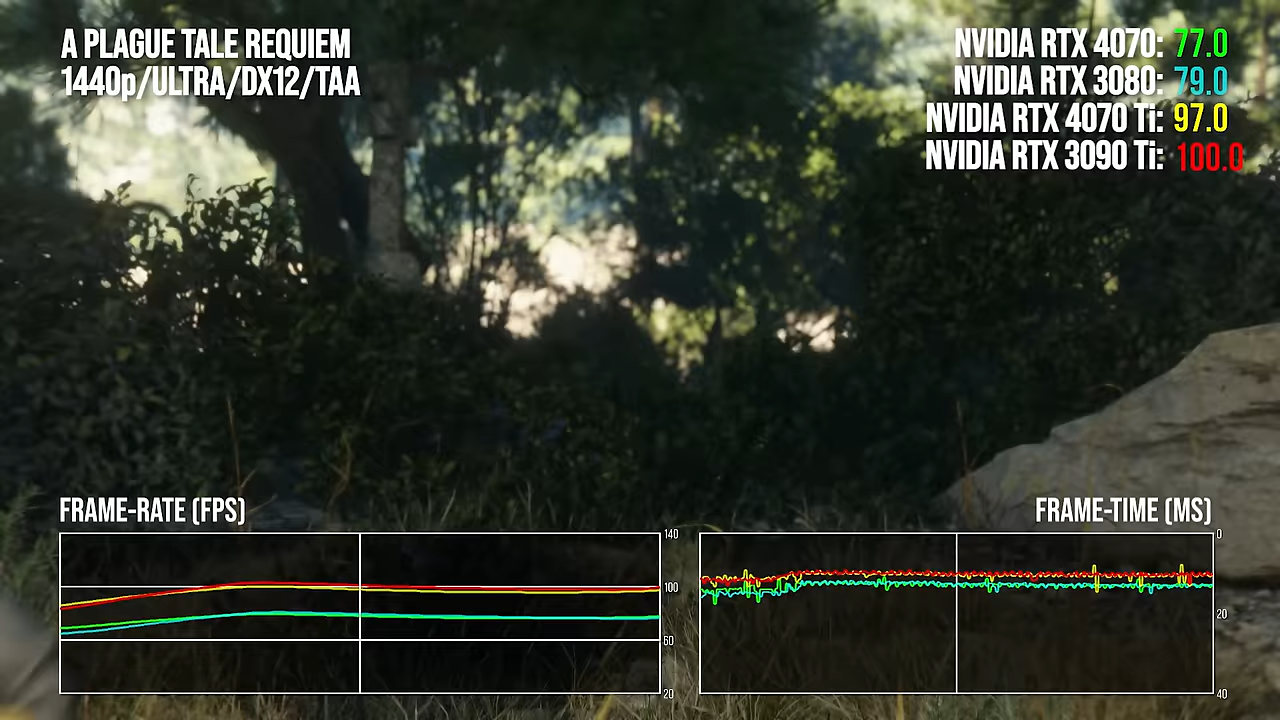 A PLAGUE TALE REQUIEM
1440p/ULTRA/DX12/TAA
NVIDIA RTX 4070: 77.0
NVIDIA RTX 3080: 79.0
NVIDIA RTX 4070 Ti: 97.0
NVIDIA RTX 3090 Ti: 100.0
FRAME-RATE (FPS)
140
100
60
20
FRAME-TIME (MS)
0
20
40